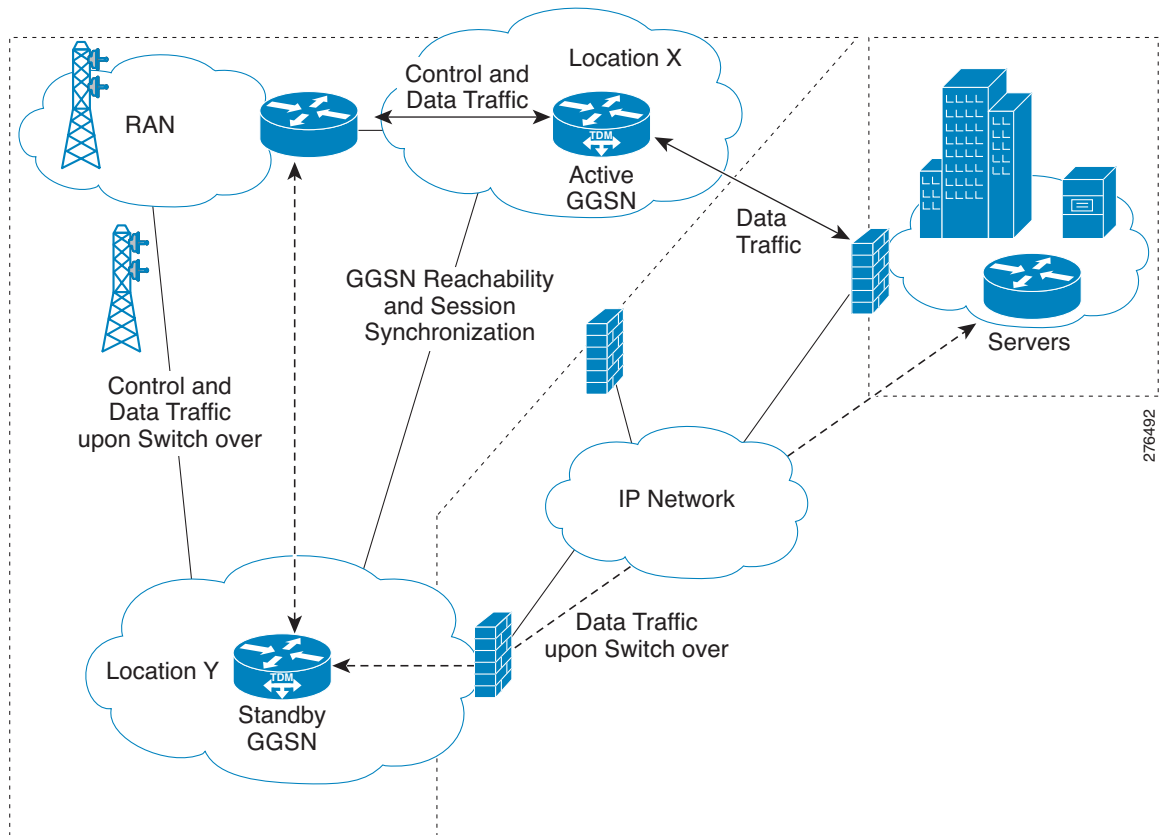 Location X
Control and
Data Traffic
RAN
TDM
Active
GGSN
Data
Traffic
GGSN Reachability
and Session
Synchronization
Servers
Control and
Data Traffic
upon Switch over
276492
IP Network
Data Traffic
upon Switch over
Location Y
TDM
Standby
GGSN